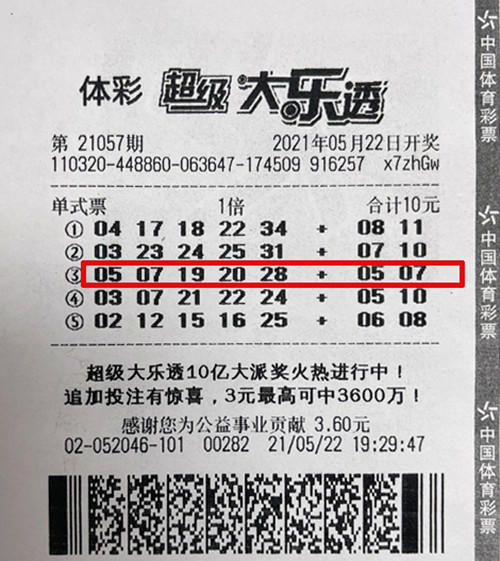 体彩 超级大乐透
第 21057期 2021年05月22日开奖
110320-448860-063647-174509 916257 x7zhGw
单式票 1倍 合计10元
① 04 17 18 22 34 + 08 11
② 03 23 24 25 31 + 07 10
③ 05 07 19 20 28 + 05 07
④ 03 07 21 22 24 + 05 10
⑤ 02 12 15 16 25 + 06 08
超级大乐透10亿大派奖火热进行中！
追加投注有惊喜，3元最高可中3600万！
感谢您为公益事业贡献 3.60元
02-052046-101 00282 21/05/22 19:29:47
中国体育彩票
中国体育彩票
中国体育彩票